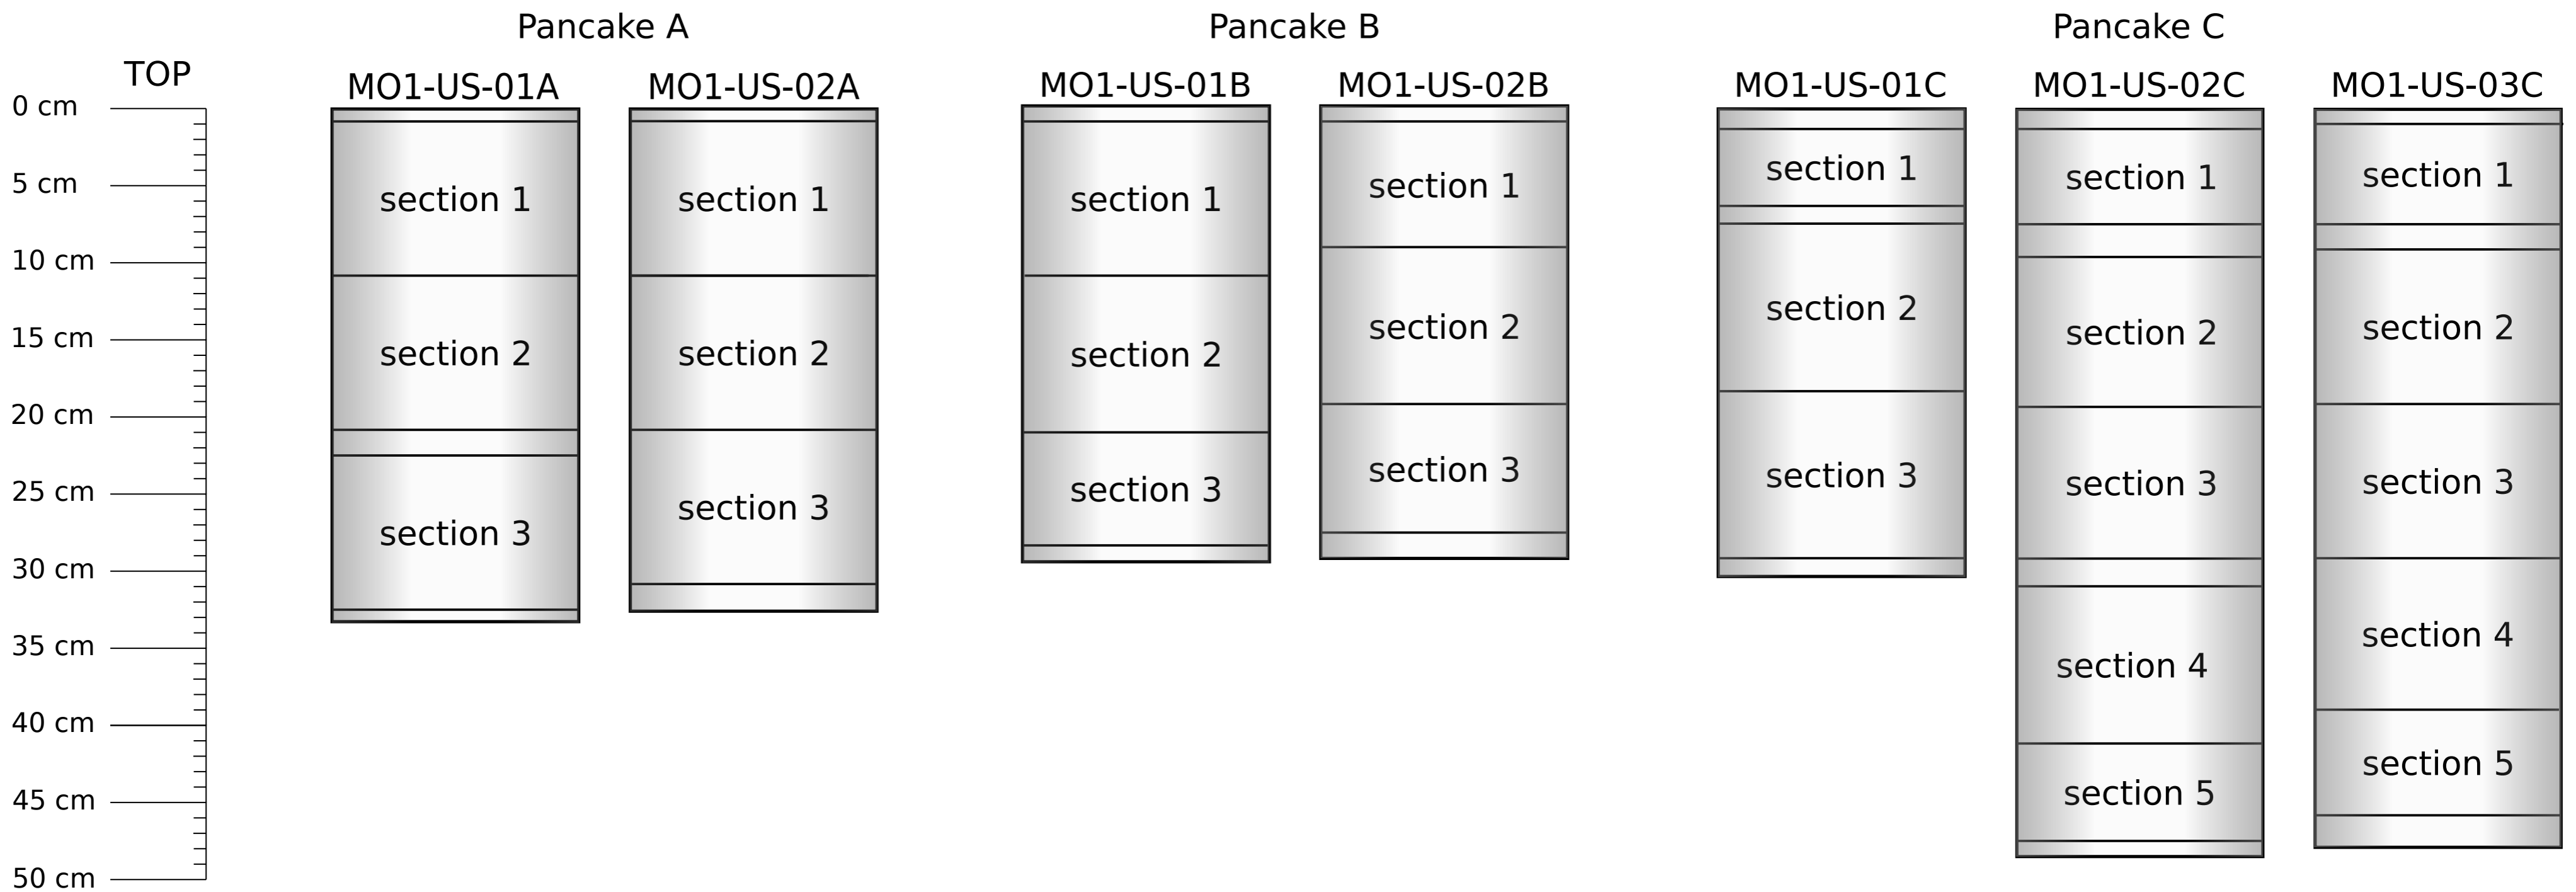 Pancake A
Pancake B
Pancake C
TOP
MO1-US-01A
MO1-US-02A
MO1-US-01B
MO1-US-02B
MO1-US-01C
MO1-US-02C
MO1-US-03C
0 cm
5 cm
10 cm
15 cm
20 cm
25 cm
30 cm
35 cm
40 cm
45 cm
50 cm
section 1
section 2
section 3
section 1
section 2
section 3
section 1
section 2
section 3
section 1
section 2
section 3
section 1
section 2
section 3
section 1
section 2
section 3
section 4
section 5
section 1
section 2
section 3
section 4
section 5